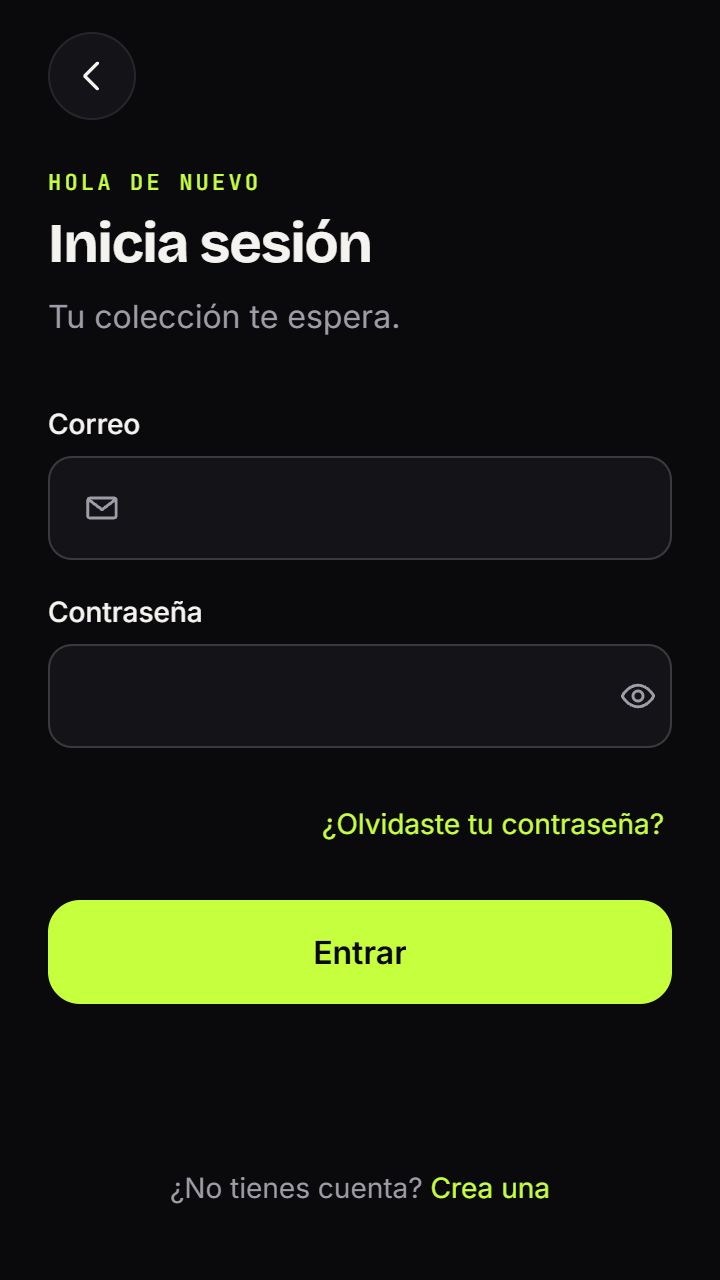 HOLA DE NUEVO
Inicia sesión
Tu colección te espera.
Correo
Contraseña
¿Olvidaste tu contraseña?
Entrar
¿No tienes cuenta? Crea una